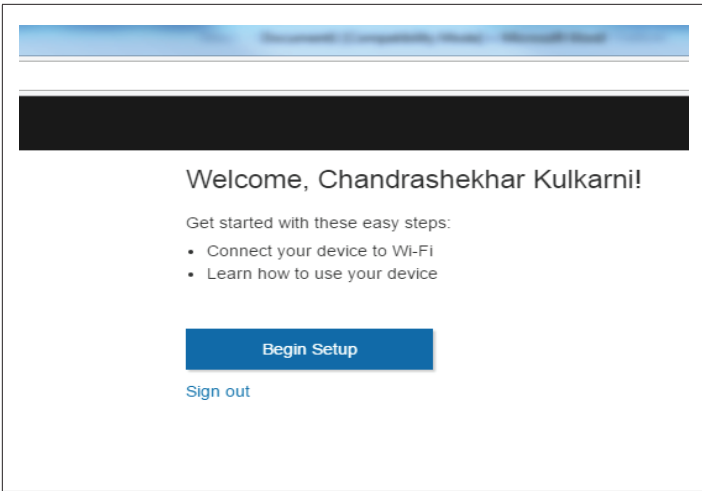 Welcome, Chandrashekhar Kulkarni!
Get started with these easy steps:
• Connect your device to Wi-Fi
• Learn how to use your device
Begin Setup
Sign out